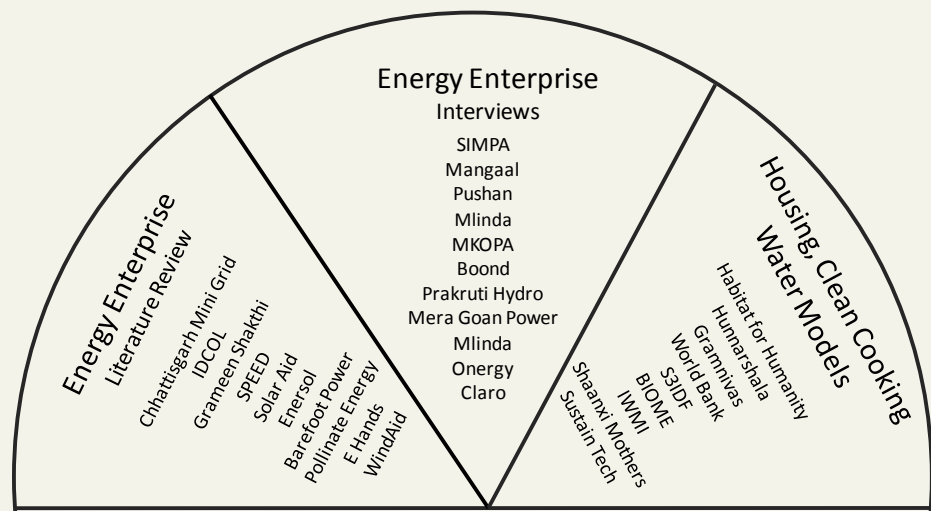 Energy Enterprise
Literature Review
Chhattisgarh Mini Grid
IDCOL
Grameen Shakthi
SPEED
Solar Aid
Enersol
Barefoot Power
Pollinate Energy
E Hands
WindAid
Energy Enterprise
Interviews
SIMPA
Mangaal
Pushan
Mlinda
MKOPA
Boond
Prakruti Hydro
Mera Goan Power
Mlinda
Onergy
Claro
Housing, Clean Cooking
Water Models
Habitat for Humanity
Hunnarshala
Gramnivas
World Bank
S3IDF
BIOME
IWMI
Shaanxi Mothers
Sustain Tech